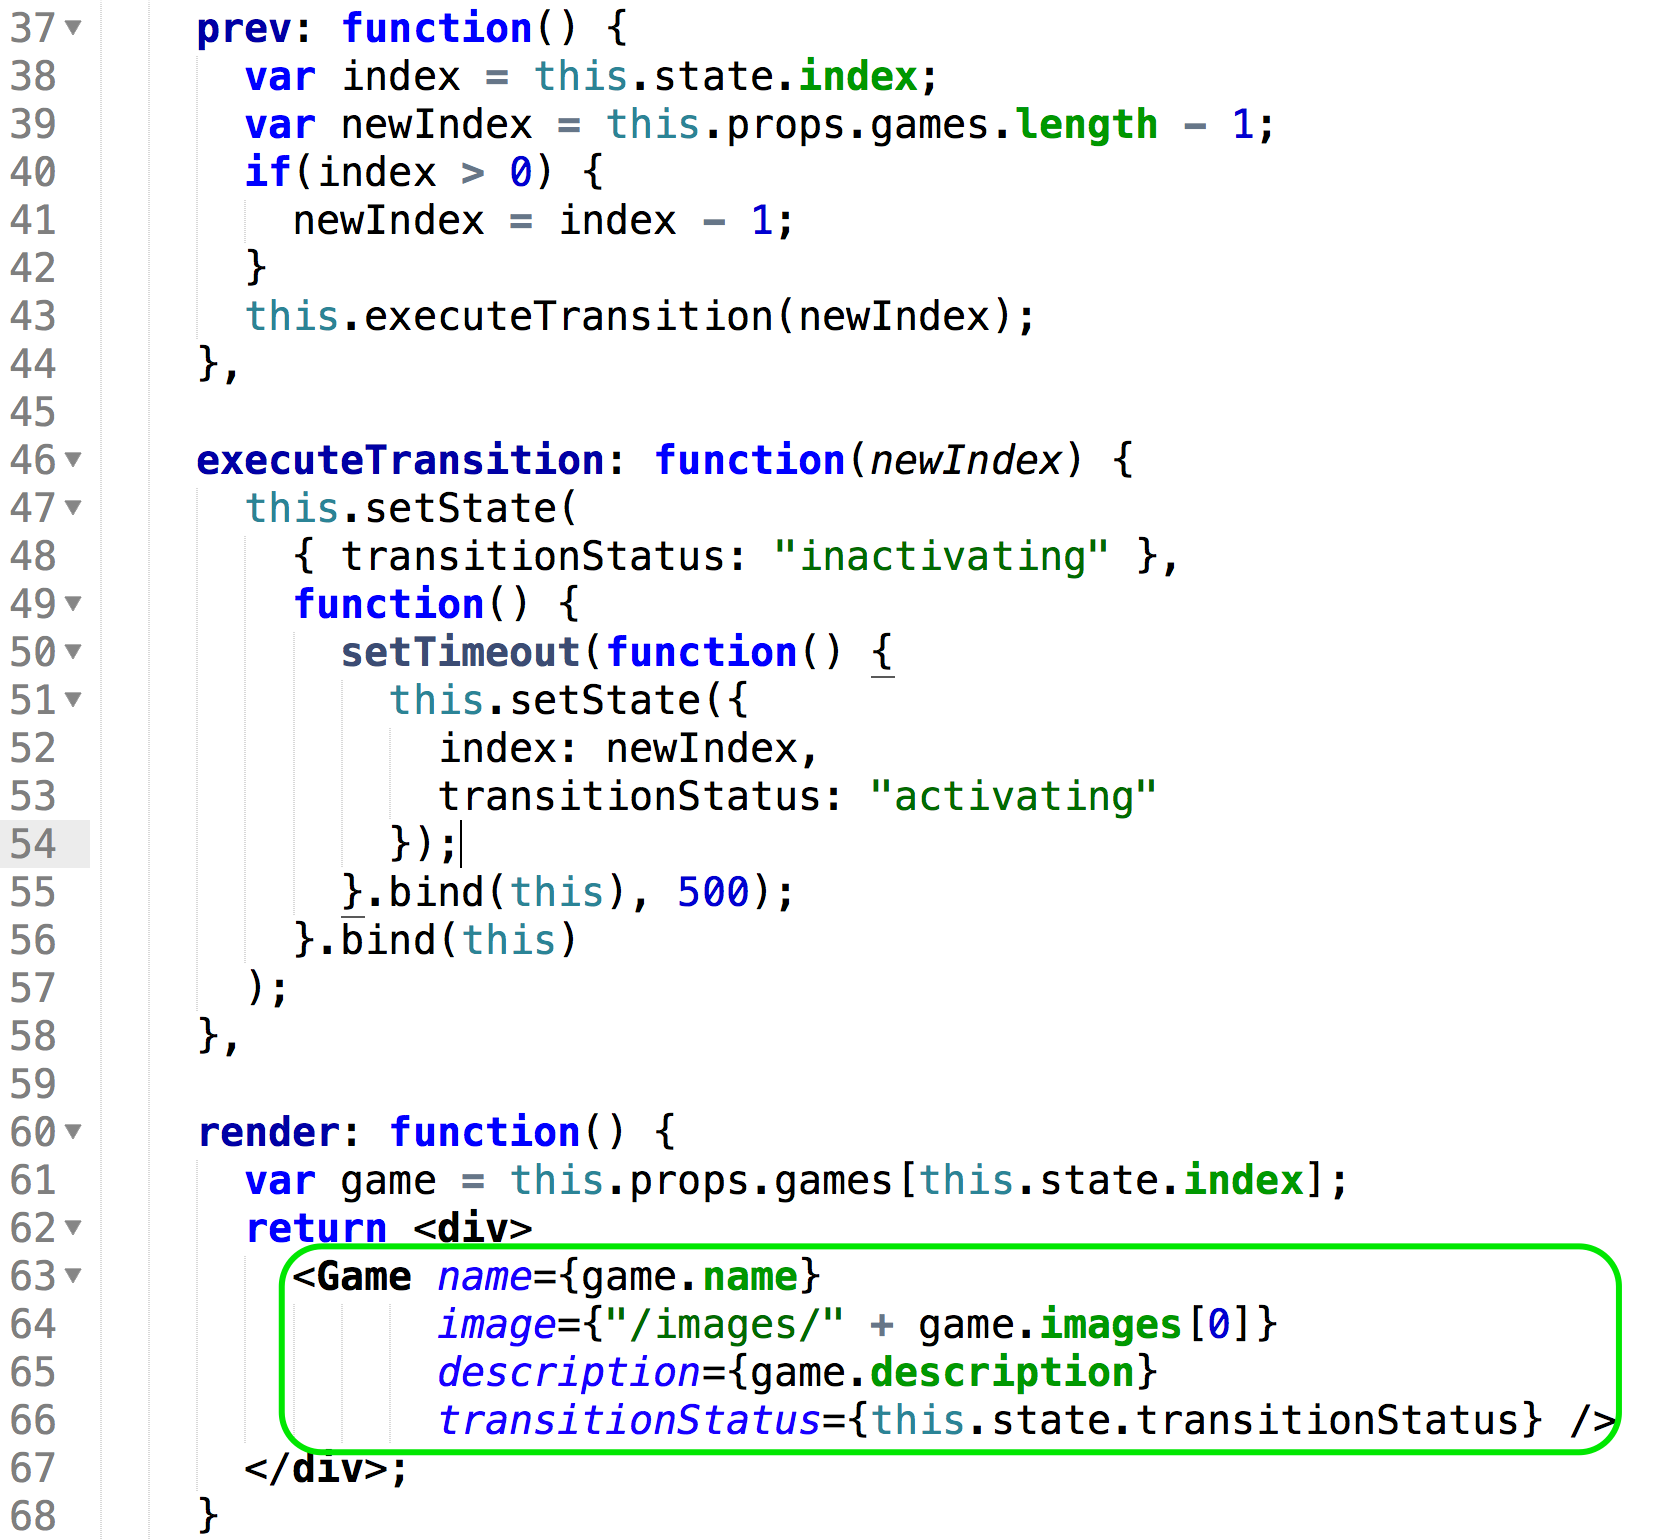 37 prev: function() {
38 var index = this.state.index;
39 var newIndex = this.props.games.length - 1;
40 if(index > 0) {
41 newIndex = index - 1;
42 }
43 this.executeTransition(newIndex);
44 },
45
46 executeTransition: function(newIndex) {
47 this.setState(
48 { transitionStatus: "inactivating" },
49 function() {
50 setTimeout(function() {
51 this.setState({
52 index: newIndex,
53 transitionStatus: "activating"
54 });
55 }.bind(this), 500);
56 }.bind(this)
57 );
58 },
59
60 render: function() {
61 var game = this.props.games[this.state.index];
62 return <div>
63 <Game name={game.name}
64 image={"/images/" + game.images[0]}
65 description={game.description}
66 transitionStatus={this.state.transitionStatus} />
67 </div>;
68 }